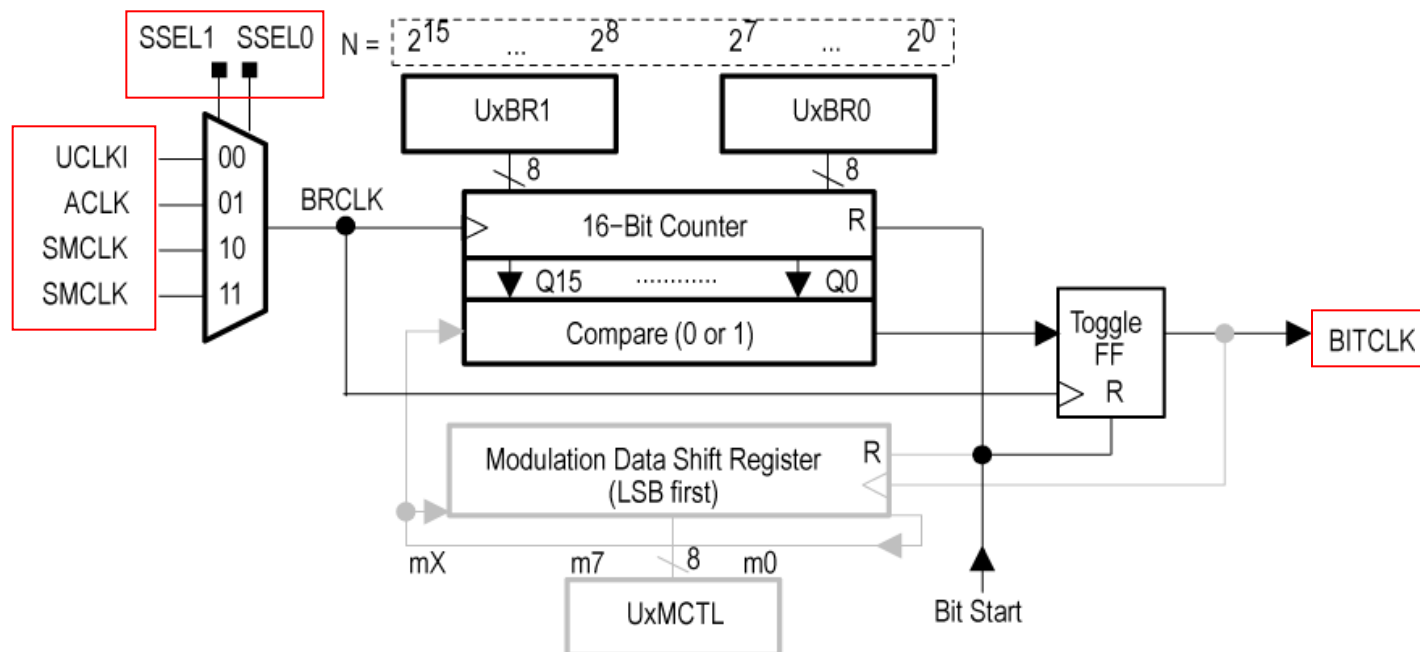 SSEL1 SSEL0
N = 2^15 ... 2^8 2^7 ... 2^0
UxBR1
UxBR0
8
8
UCLKI
00
ACLK
01
SMCLK
10
SMCLK
11
BRCLK
16−Bit Counter
R
Q15 ............ Q0
Compare (0 or 1)
Toggle
FF
R
BITCLK
Modulation Data Shift Register
(LSB first)
R
mX
m7
8
m0
UxMCTL
Bit Start